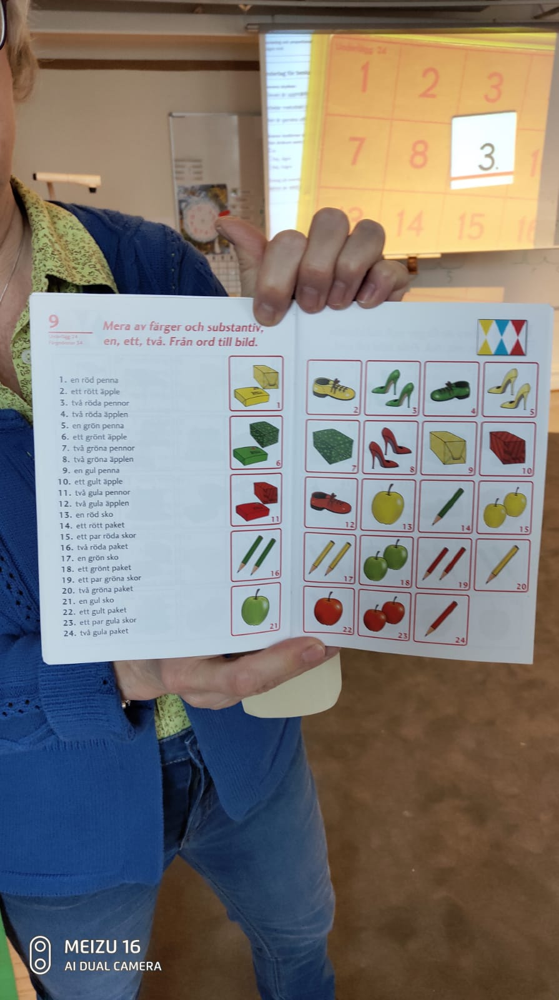 Underlägg 24
1 2 3
7 8 3. 1
13 14 15 16
9
Mera av färger och substantiv,
en, ett, två. Från ord till bild.
Underlägg 24
1. en röd penna
2. ett rött äpple
3. två röda pennor
4. två röda äpplen
5. en grön penna
6. ett grönt äpple
7. två gröna pennor
8. två gröna äpplen
9. en gul penna
10. ett gult äpple
11. två gula pennor
12. två gula äpplen
13. en röd sko
14. ett rött paket
15. ett par röda skor
16. två röda paket
17. en grön sko
18. ett grönt paket
19. ett par gröna skor
20. två gröna paket
21. en gul sko
22. ett gult paket
23. ett par gula skor
24. två gula paket
1 2 3 4 5
6 7 8 9 10
11 12 13 14 15
16 17 18 19 20
21 22 23 24
MEIZU 16
AI DUAL CAMERA